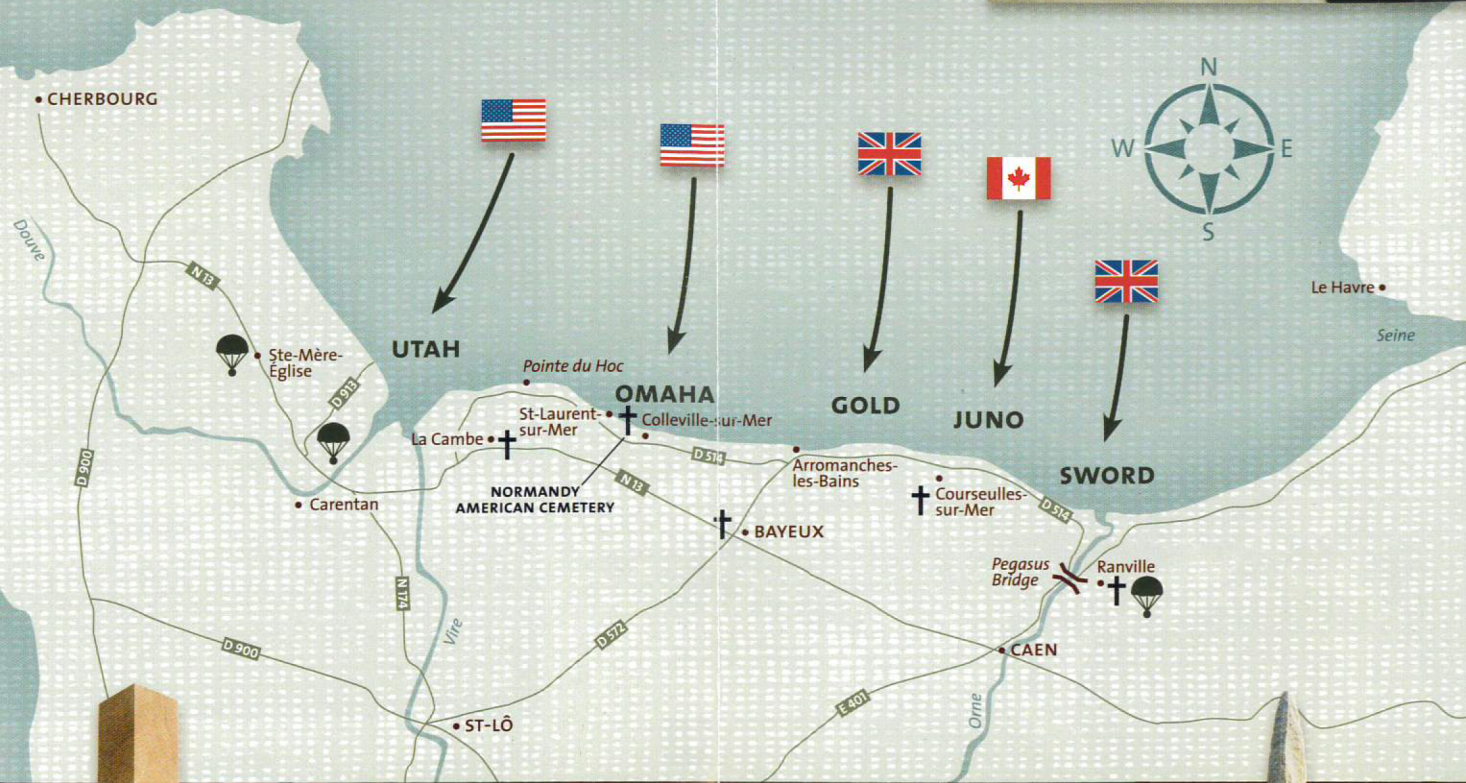 N
W
E
S
CHERBOURG
Douve
N 13
Le Havre
Seine
Ste-Mère-
Église
UTAH
D 913
Pointe du Hoc
OMAHA
St-Laurent-
sur-Mer
Colleville-sur-Mer
GOLD
JUNO
La Cambe
D 514
D 900
Arromanches-
les-Bains
SWORD
Carentan
NORMANDY
AMERICAN CEMETERY
N 13
Courseulles-
sur-Mer
D 514
BAYEUX
Pegasus
Bridge
Ranville
N 174
Vire
D 572
D 900
CAEN
E 401
Orne
ST-LÔ